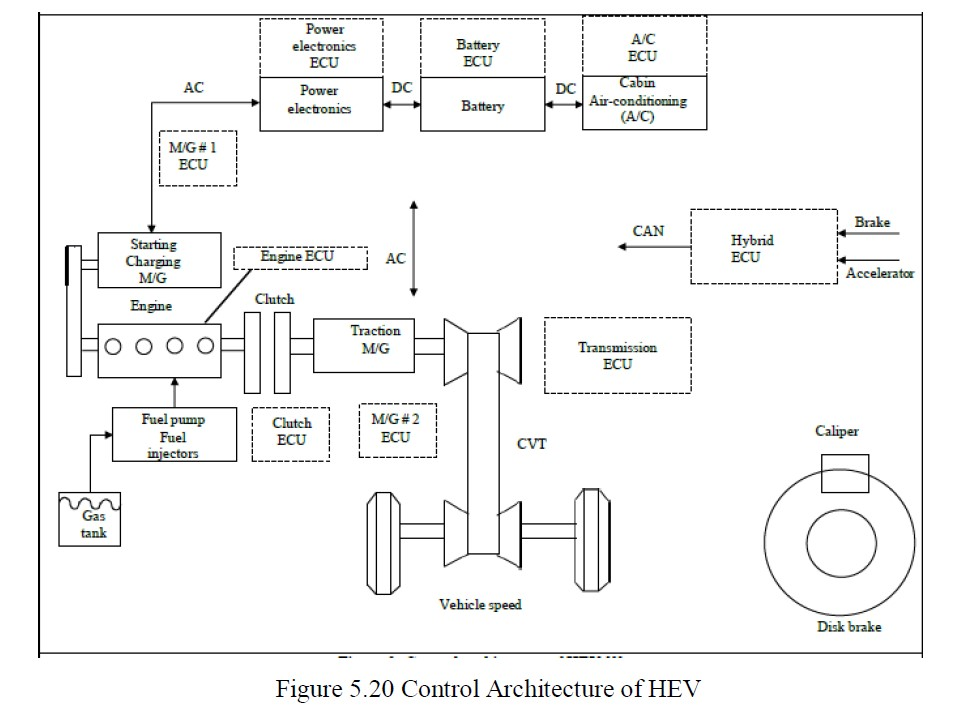 Power
electronics
ECU
Battery
ECU
A/C
ECU
AC
Power
electronics
DC
Battery
DC
Cabin
Air-conditioning
(A/C)
M/G # 1
ECU
Starting
Charging
M/G
Engine ECU
AC
CAN
Hybrid
ECU
Brake
Accelerator
Engine
Clutch
Traction
M/G
Transmission
ECU
Fuel pump
Fuel
injectors
Clutch
ECU
M/G # 2
ECU
CVT
Caliper
Gas
tank
Vehicle speed
Disk brake
Figure 5.20 Control Architecture of HEV